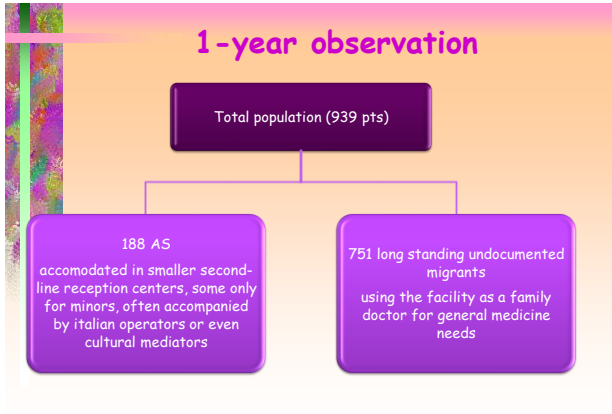 1-year observation
Total population (939 pts)
188 AS
accomodated in smaller second-
line reception centers, some only
for minors, often accompanied
by italian operators or even
cultural mediators
751 long standing undocumented
migrants
using the facility as a family
doctor for general medicine
needs